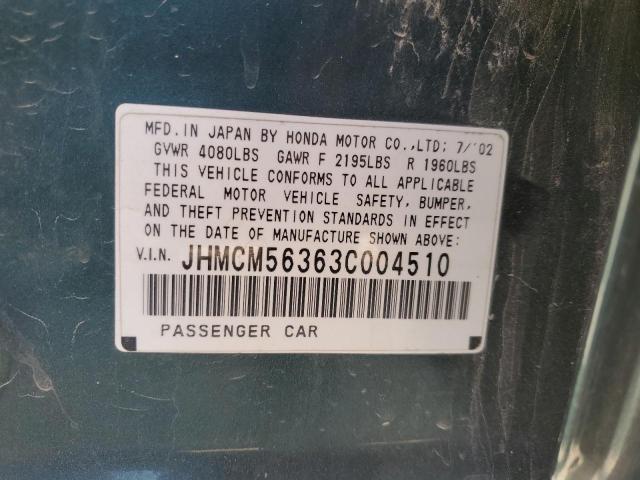 MFD. IN JAPAN BY HONDA MOTOR CO.,LTD; 7/'02
GVWR 4080LBS GAWR F 2195LBS R 1960LBS
THIS VEHICLE CONFORMS TO ALL APPLICABLE
FEDERAL MOTOR VEHICLE SAFETY, BUMPER,
AND THEFT PREVENTION STANDARDS IN EFFECT
ON THE DATE OF MANUFACTURE SHOWN ABOVE:
V.I.N. JHMCM56363C004510
PASSENGER CAR